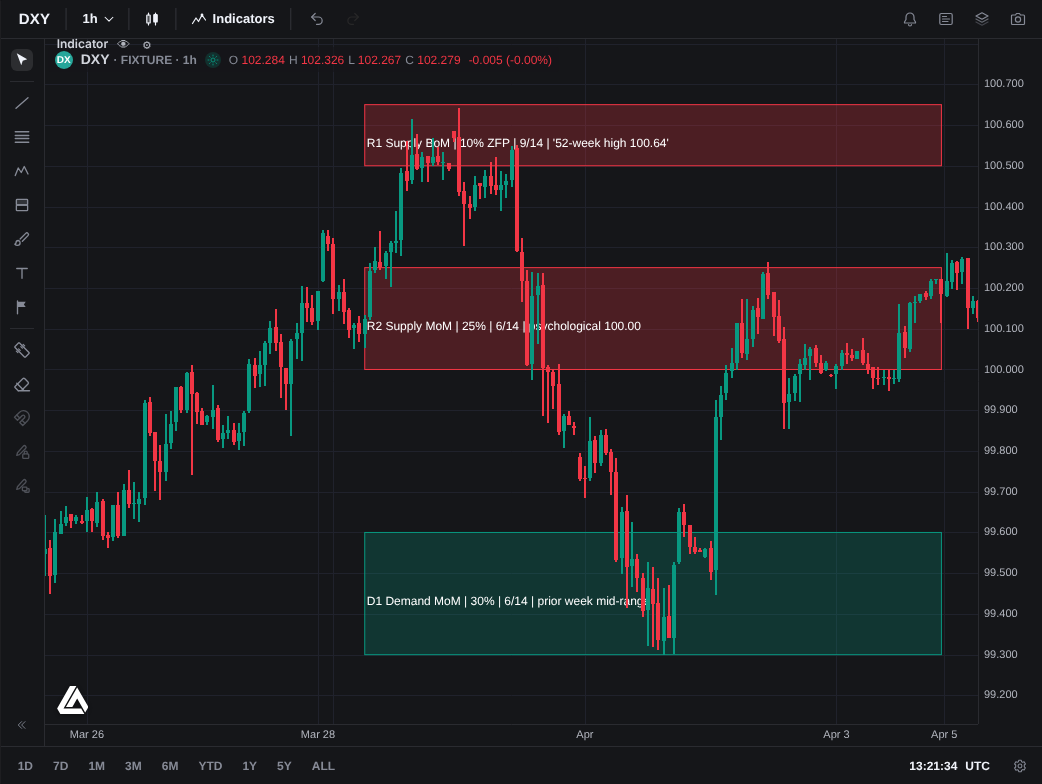 DXY 1h Indicators
Indicator
DX DXY · FIXTURE · 1h O 102.284 H 102.326 L 102.267 C 102.279 -0.005 (-0.00%)
100.700
100.600
R1 Supply BoM | 10% ZFP | 9/14 | '52-week high 100.64'
100.500
100.400
100.300
100.200
R2 Supply MoM | 25% | 6/14 | psychological 100.00
100.100
100.000
99.900
99.800
99.700
99.600
99.500
D1 Demand MoM | 30% | 6/14 | prior week mid-range
99.400
99.300
99.200
Mar 26 Mar 28 Apr Apr 3 Apr 5
1D 7D 1M 3M 6M YTD 1Y 5Y ALL 13:21:34 UTC